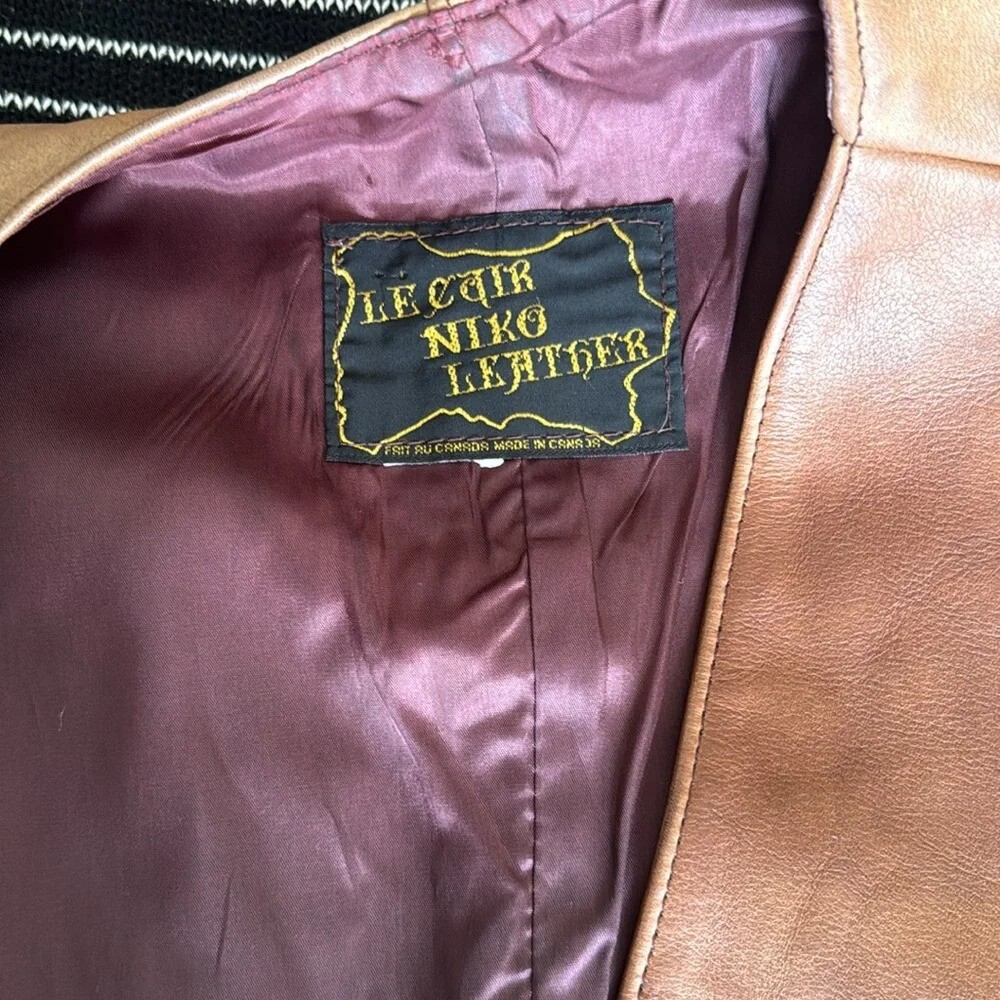 LE CUIR
NIKO
LEATHER
FAIT AU CANADA MADE IN CANADA